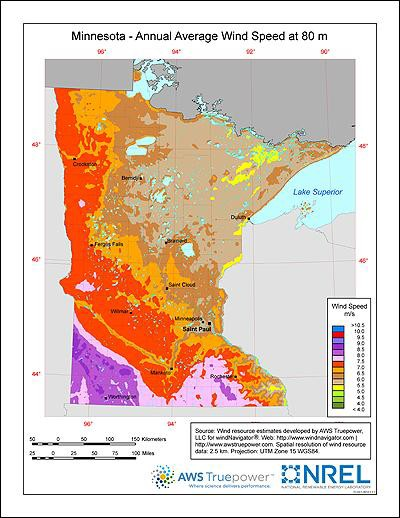 Minnesota - Annual Average Wind Speed at 80 m
96° 94° 92° 90°
48° 48°
Crookston
Bemidji
Lake Superior
Duluth
Fergus Falls
Brainerd
46° 46°
Saint Cloud
Willmar
Minneapolis
Saint Paul
Wind Speed
m/s
>10.5
10.5
10.0
9.5
9.0
8.5
8.0
7.5
7.0
6.5
6.0
5.5
5.0
4.5
4.0
< 4.0
44° 44°
Mankato
Rochester
Worthington
96° 94° 92°
50 0 50 100 150 Kilometers
50 0 50 100 Miles
Source: Wind resource estimates developed by AWS Truepower,
LLC for windNavigator®. Web: http://www.windnavigator.com |
http://www.awstruepower.com. Spatial resolution of wind resource
data: 2.5 km. Projection: UTM Zone 15 WGS84.
AWS Truepower™
Where science delivers performance.
NREL
NATIONAL RENEWABLE ENERGY LABORATORY